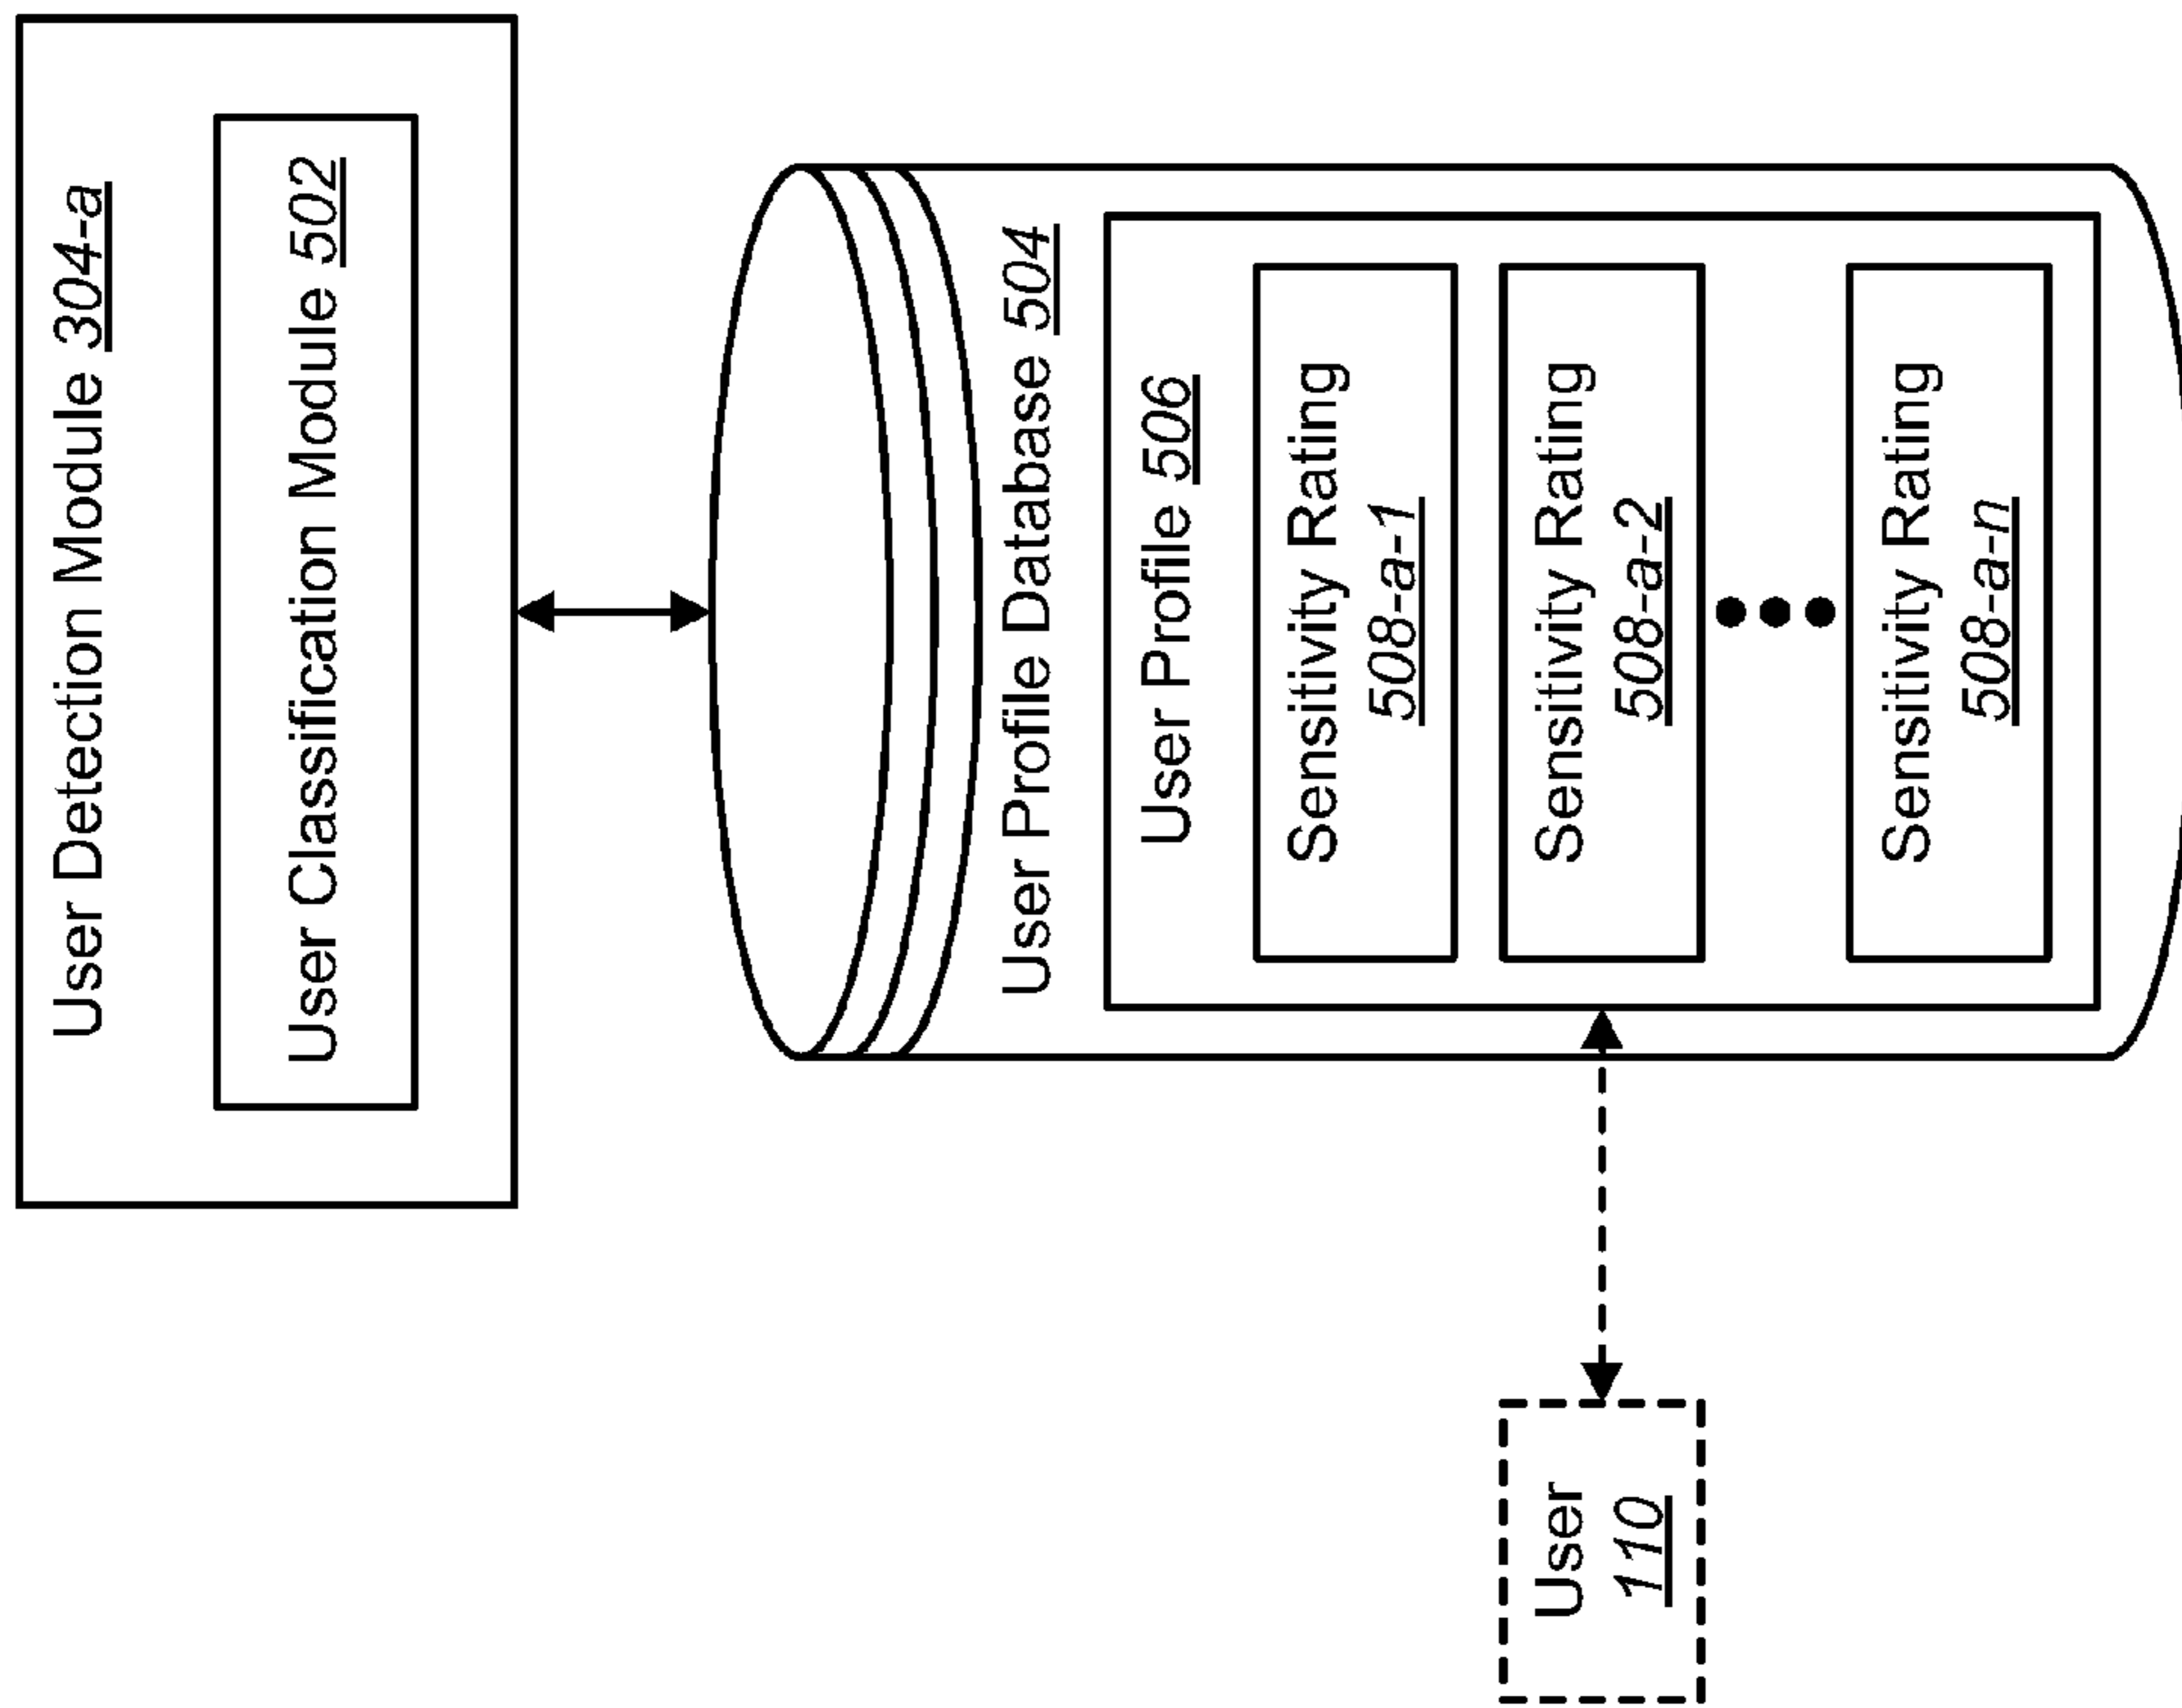 User Detection Module 304-a
User Classification Module 502
User Profile Database 504
User Profile 506
Sensitivity Rating
508-a-1
Sensitivity Rating
508-a-2
Sensitivity Rating
508-a-n
User
110